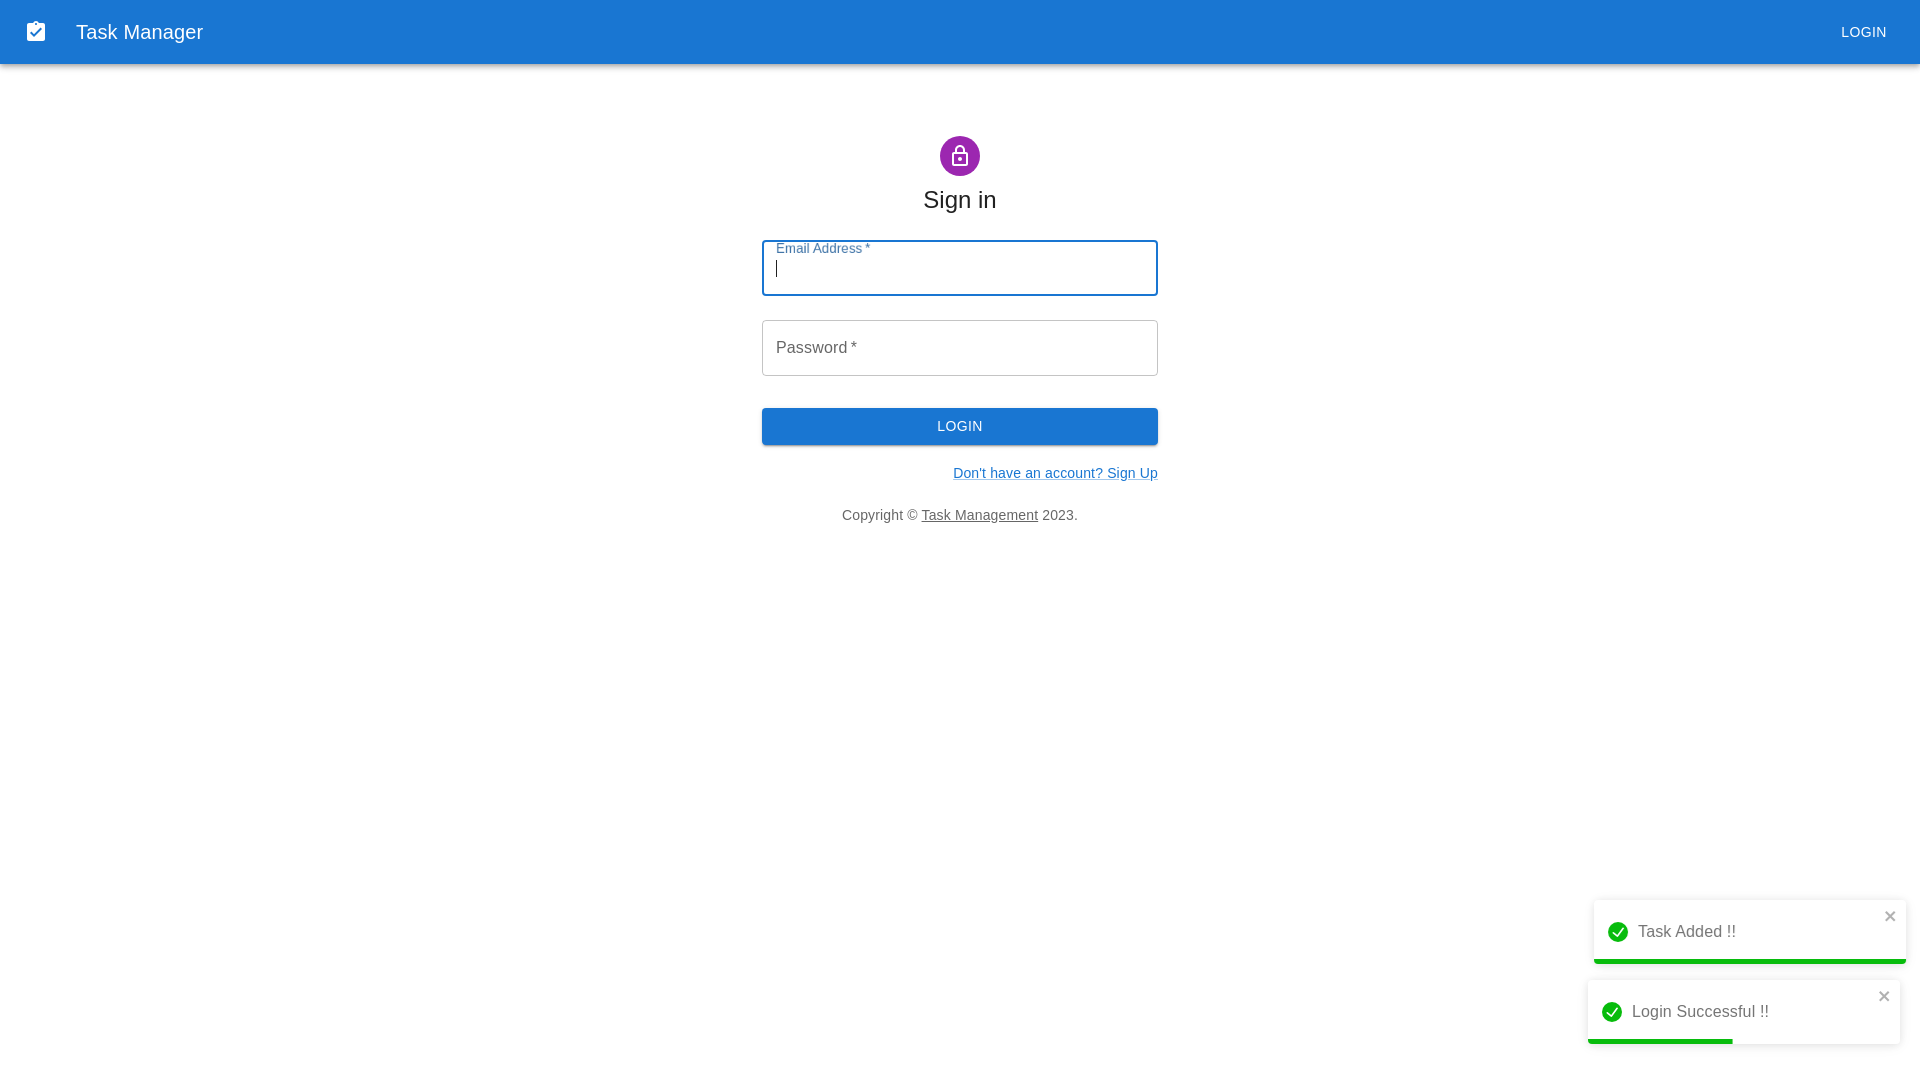 Task Manager
LOGIN
Sign in
Email Address *
Password *
LOGIN
Don't have an account? Sign Up
Copyright © Task Management 2023.
Task Added !!
Login Successful !!